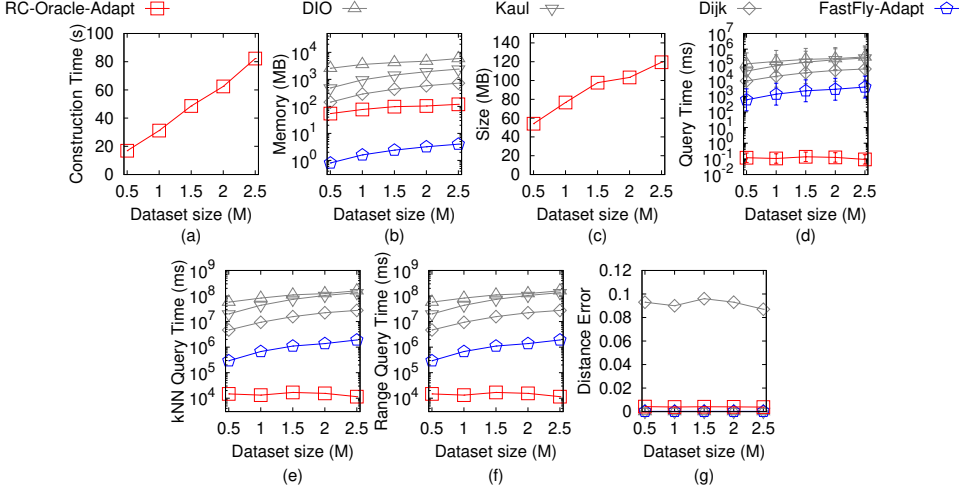 RC-Oracle-Adapt DIO Kaul Dijk FastFly-Adapt
Construction Time (s)
100
80
60
40
20
0
0.5 1 1.5 2 2.5
Dataset size (M)
(a)
Memory (MB)
10^4
10^3
10^2
10^1
10^0
0.5 1 1.5 2 2.5
Dataset size (M)
(b)
Size (MB)
140
120
100
80
60
40
20
0
0.5 1 1.5 2 2.5
Dataset size (M)
(c)
Query Time (ms)
10^6
10^5
10^4
10^3
10^2
10^1
10^0
10^-1
10^-2
0.5 1 1.5 2 2.5
Dataset size (M)
(d)
kNN Query Time (ms)
10^9
10^8
10^7
10^6
10^5
10^4
0.5 1 1.5 2 2.5
Dataset size (M)
(e)
Range Query Time (ms)
10^9
10^8
10^7
10^6
10^5
10^4
0.5 1 1.5 2 2.5
Dataset size (M)
(f)
Distance Error
0.12
0.1
0.08
0.06
0.04
0.02
0
0.5 1 1.5 2 2.5
Dataset size (M)
(g)